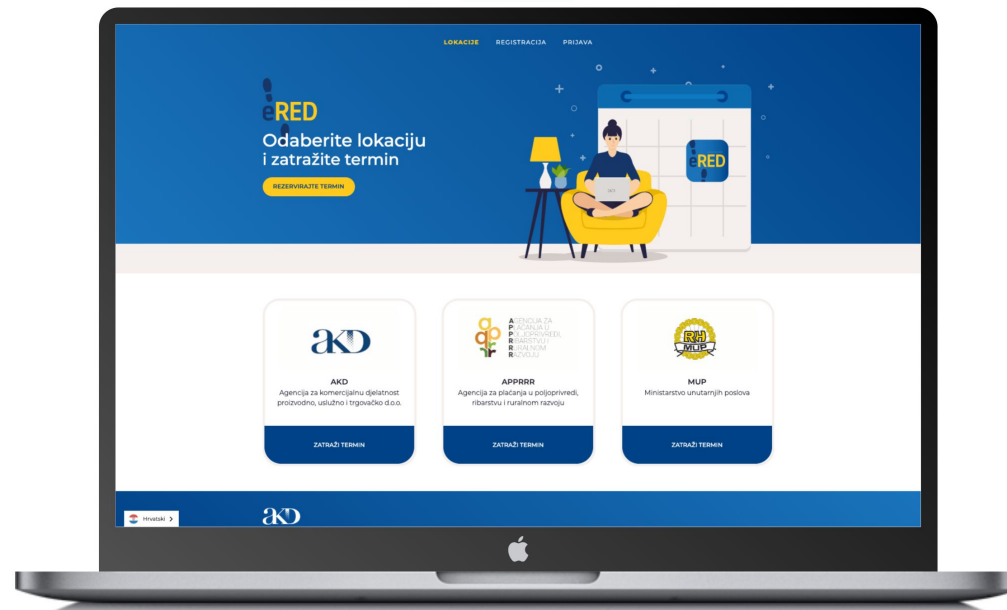 LOKACIJE REGISTRACIJA PRIJAVA
eRED
Odaberite lokaciju
i zatražite termin
REZERVIRAJTE TERMIN
eRED
AKD
AGENCIJA ZA
PLAĆANJA U
POLJOPRIVREDI,
RIBARSTVU I
RURALNOM
RAZVOJU
RH
MUP
AKD
Agencija za komercijalnu djelatnost
proizvodno, uslužno i trgovačko d.o.o.
APPRRR
Agencija za plaćanja u poljoprivredi,
ribarstvu i ruralnom razvoju
MUP
Ministarstvo unutarnjih poslova
ZATRAŽI TERMIN
ZATRAŽI TERMIN
ZATRAŽI TERMIN
Hrvatski
AKD